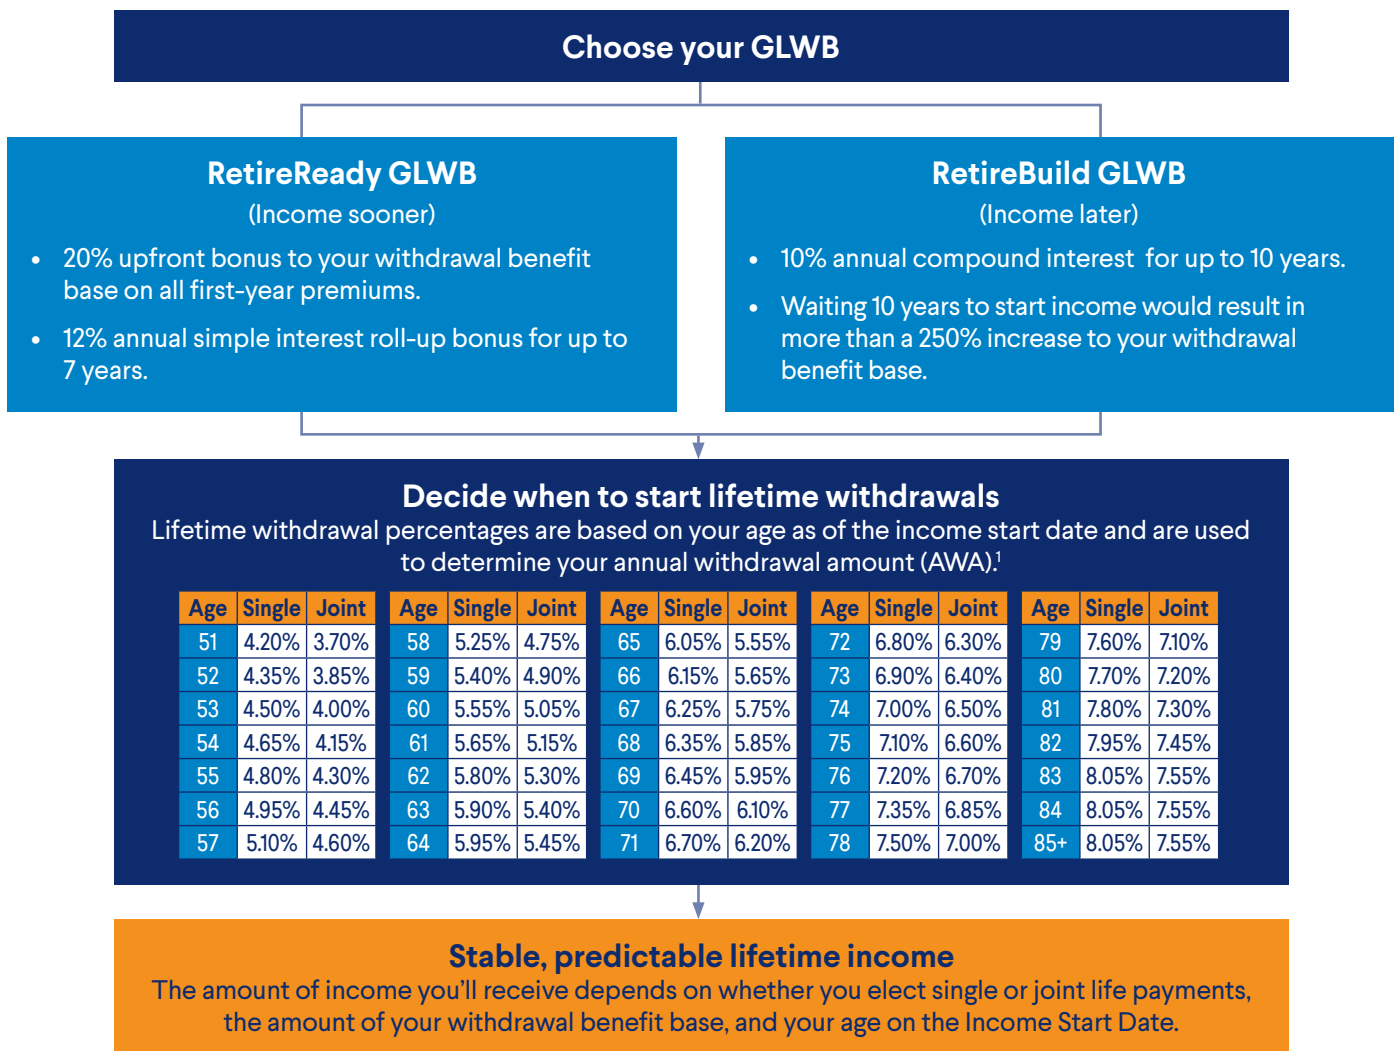 Choose your GLWB
RetireReady GLWB
(Income sooner)
• 20% upfront bonus to your withdrawal benefit
base on all first-year premiums.
• 12% annual simple interest roll-up bonus for up to
7 years.
RetireBuild GLWB
(Income later)
• 10% annual compound interest for up to 10 years.
• Waiting 10 years to start income would result in
more than a 250% increase to your withdrawal
benefit base.
Decide when to start lifetime withdrawals
Lifetime withdrawal percentages are based on your age as of the income start date and are used
to determine your annual withdrawal amount (AWA).¹
Age Single Joint Age Single Joint Age Single Joint Age Single Joint Age Single Joint
51 4.20% 3.70% 58 5.25% 4.75% 65 6.05% 5.55% 72 6.80% 6.30% 79 7.60% 7.10%
52 4.35% 3.85% 59 5.40% 4.90% 66 6.15% 5.65% 73 6.90% 6.40% 80 7.70% 7.20%
53 4.50% 4.00% 60 5.55% 5.05% 67 6.25% 5.75% 74 7.00% 6.50% 81 7.80% 7.30%
54 4.65% 4.15% 61 5.65% 5.15% 68 6.35% 5.85% 75 7.10% 6.60% 82 7.95% 7.45%
55 4.80% 4.30% 62 5.80% 5.30% 69 6.45% 5.95% 76 7.20% 6.70% 83 8.05% 7.55%
56 4.95% 4.45% 63 5.90% 5.40% 70 6.60% 6.10% 77 7.35% 6.85% 84 8.05% 7.55%
57 5.10% 4.60% 64 5.95% 5.45% 71 6.70% 6.20% 78 7.50% 7.00% 85+ 8.05% 7.55%
Stable, predictable lifetime income
The amount of income you'll receive depends on whether you elect single or joint life payments,
the amount of your withdrawal benefit base, and your age on the Income Start Date.